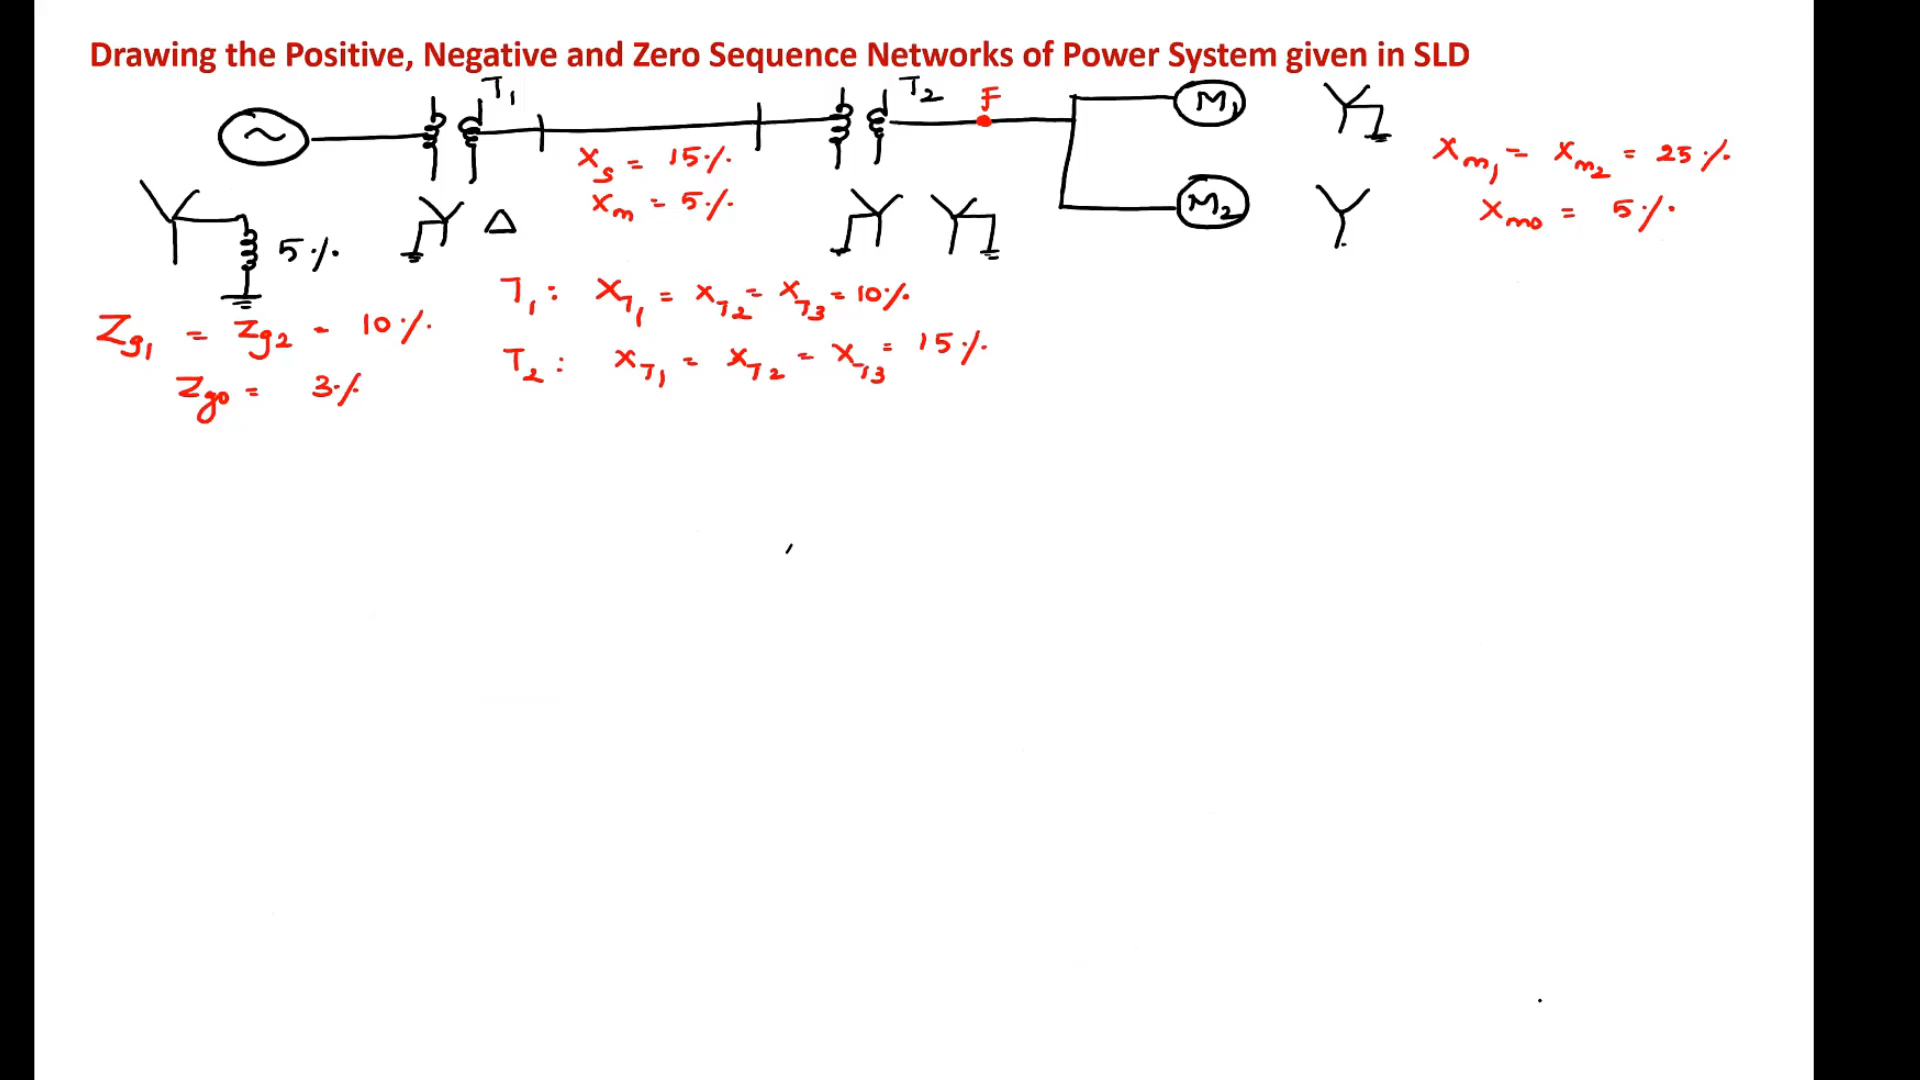 Drawing the Positive, Negative and Zero Sequence Networks of Power System given in SLD
T1
T2
F
M1
Xs = 15%
Xm1 = Xm2 = 25%
Xm = 5%
M2
Xm0 = 5%
5%
Δ
T1: XT1 = XT2 = XT3 = 10%
Zg1 = Zg2 = 10%
T2: XT1 = XT2 = XT3 = 15%
Zg0 = 3%